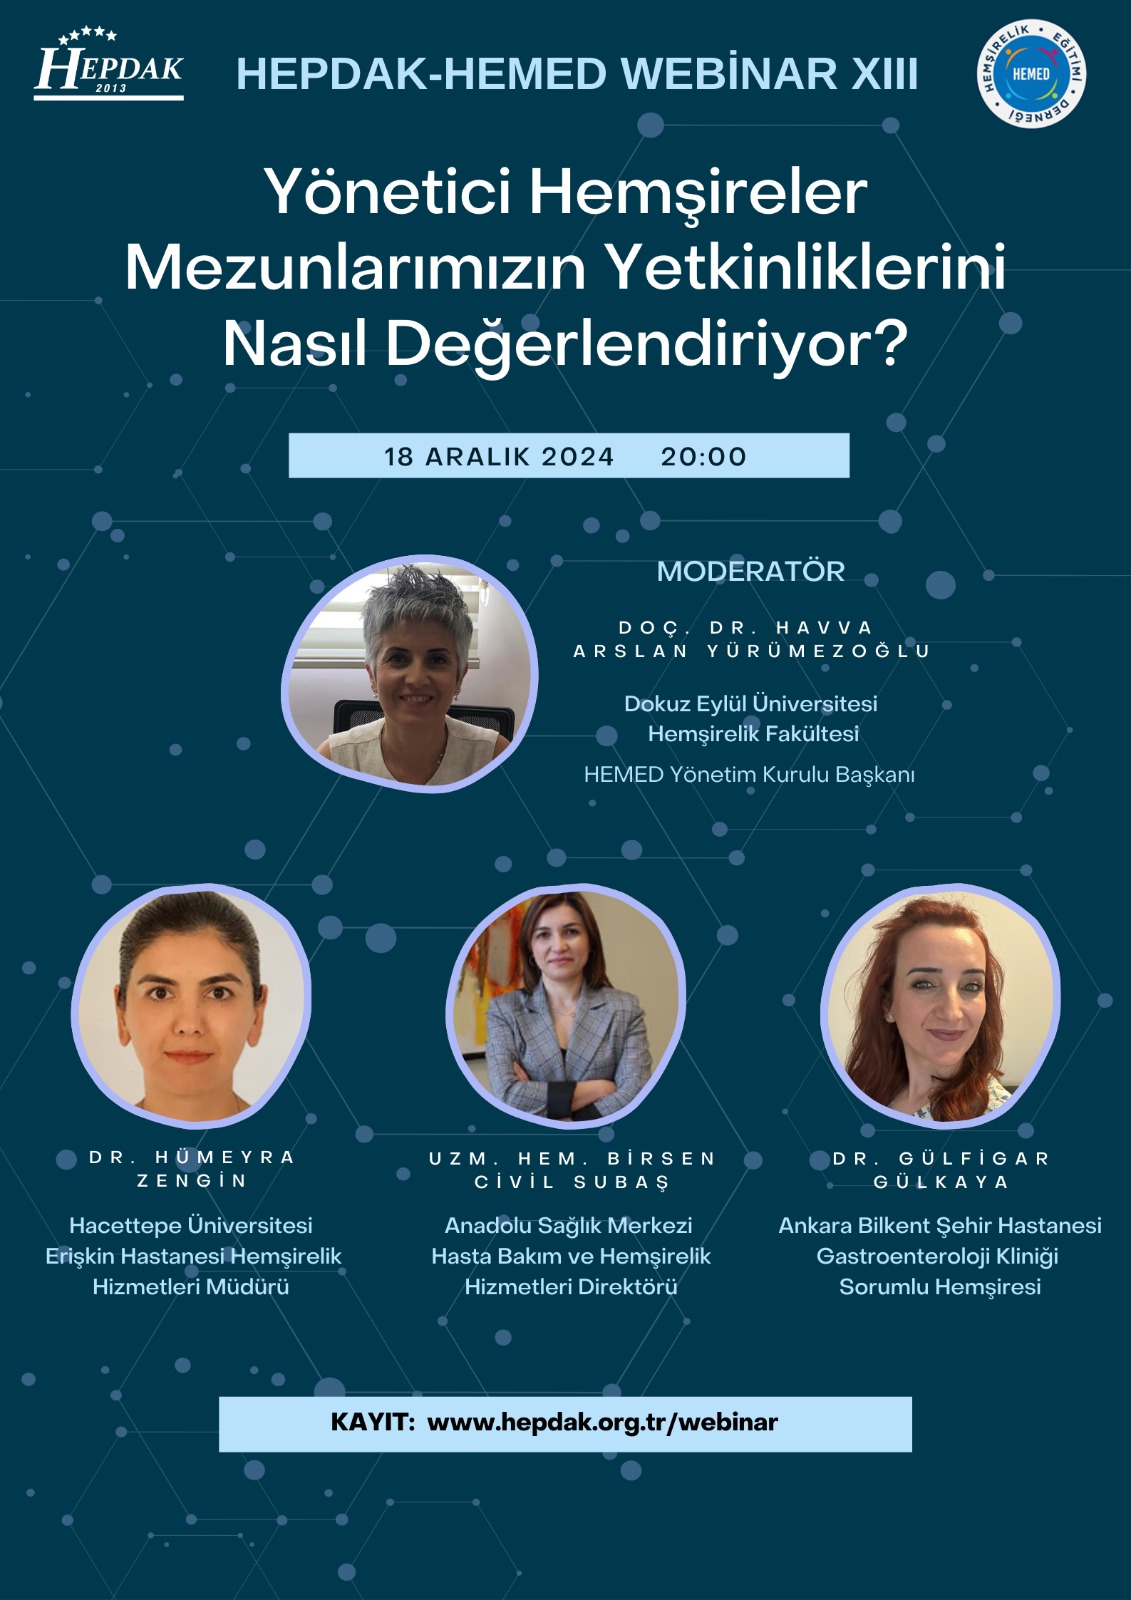 HEPDAK
2013
HEPDAK-HEMED WEBİNAR XIII
HEMŞİRELİK • EĞİTİMİ • DERNEĞİ •
HEMED
Yönetici Hemşireler
Mezunlarımızın Yetkinliklerini
Nasıl Değerlendiriyor?
18 ARALIK 2024 20:00
MODERATÖR
DOÇ. DR. HAVVA
ARSLAN YÜRÜMEZOĞLU
Dokuz Eylül Üniversitesi
Hemşirelik Fakültesi
HEMED Yönetim Kurulu Başkanı
DR. HÜMEYRA
ZENGİN
Hacettepe Üniversitesi
Erişkin Hastanesi Hemşirelik
Hizmetleri Müdürü
UZM. HEM. BİRSEN
CİVİL SUBAŞ
Anadolu Sağlık Merkezi
Hasta Bakım ve Hemşirelik
Hizmetleri Direktörü
DR. GÜLFİGAR
GÜLKAYA
Ankara Bilkent Şehir Hastanesi
Gastroenteroloji Kliniği
Sorumlu Hemşiresi
KAYIT: www.hepdak.org.tr/webinar